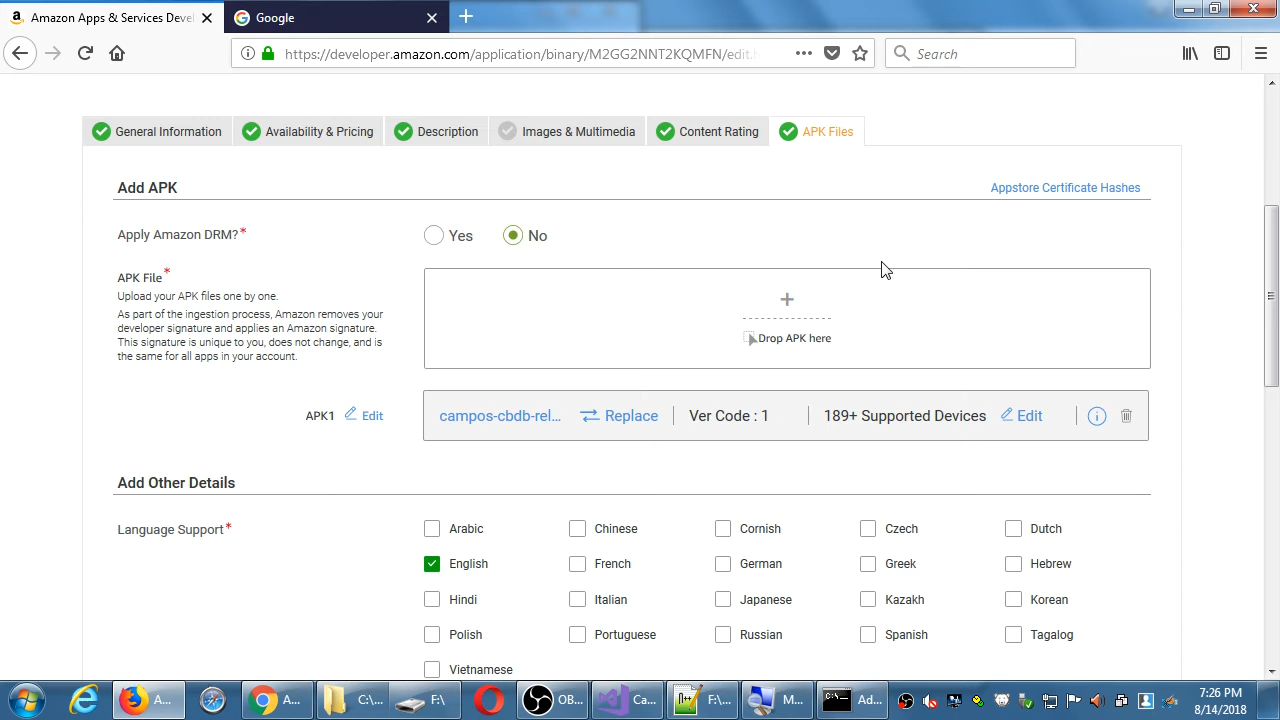 Amazon Apps & Services Deve
Google
https://developer.amazon.com/application/binary/M2GG2NNT2KQMFN/edit.h
Search
General Information
Availability & Pricing
Description
Images & Multimedia
Content Rating
APK Files
Add APK
Appstore Certificate Hashes
Apply Amazon DRM?*
Yes
No
APK File*
Upload your APK files one by one.
As part of the ingestion process, Amazon removes your
developer signature and applies an Amazon signature.
This signature is unique to you, does not change, and is
the same for all apps in your account.
+
Drop APK here
APK1 Edit
campos-cbdb-rel...
Replace
Ver Code : 1
189+ Supported Devices
Edit
Add Other Details
Language Support*
Arabic Chinese Cornish Czech Dutch
English French German Greek Hebrew
Hindi Italian Japanese Kazakh Korean
Polish Portuguese Russian Spanish Tagalog
Vietnamese
A...
A...
C:\...
F:\
OB...
Ca...
F:\...
M...
Ad...
7:26 PM
8/14/2018